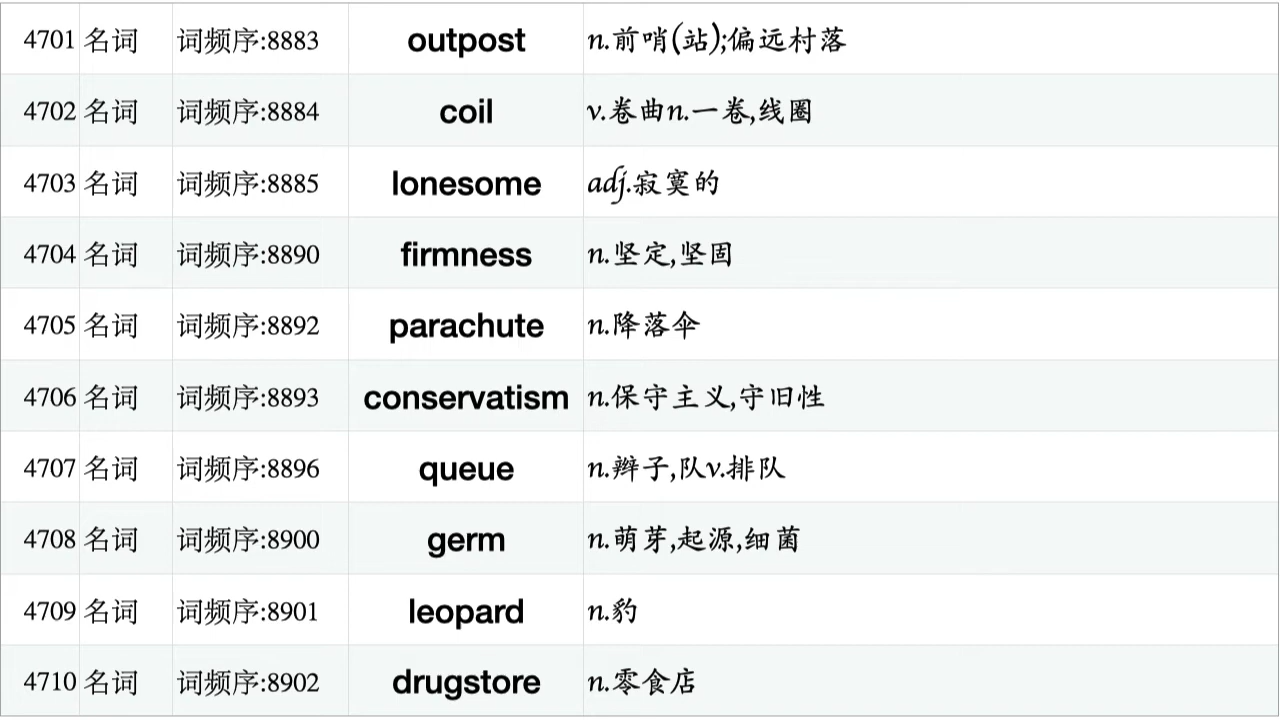 4701 名词 词频序:8883 outpost n.前哨(站);偏远村落
4702 名词 词频序:8884 coil v.卷曲n.一卷,线圈
4703 名词 词频序:8885 lonesome adj.寂寞的
4704 名词 词频序:8890 firmness n.坚定,坚固
4705 名词 词频序:8892 parachute n.降落伞
4706 名词 词频序:8893 conservatism n.保守主义,守旧性
4707 名词 词频序:8896 queue n.辫子,队v.排队
4708 名词 词频序:8900 germ n.萌芽,起源,细菌
4709 名词 词频序:8901 leopard n.豹
4710 名词 词频序:8902 drugstore n.零食店